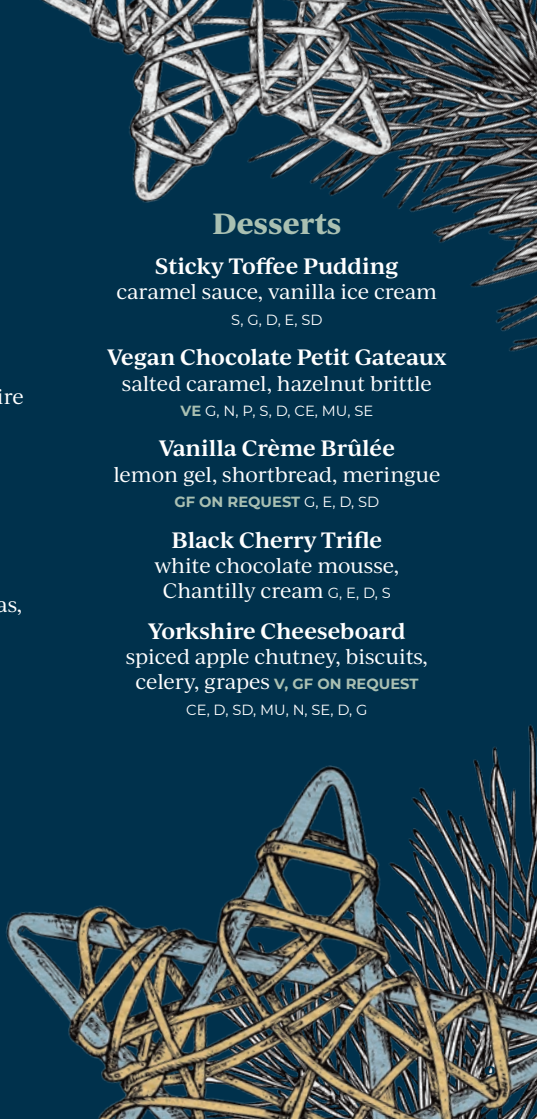 Desserts
Sticky Toffee Pudding
caramel sauce, vanilla ice cream
S, G, D, E, SD
Vegan Chocolate Petit Gateaux
salted caramel, hazelnut brittle
VE G, N, P, S, D, CE, MU, SE
ire
Vanilla Crème Brûlée
lemon gel, shortbread, meringue
GF ON REQUEST G, E, D, SD
Black Cherry Trifle
white chocolate mousse,
Chantilly cream G, E, D, S
as,
Yorkshire Cheeseboard
spiced apple chutney, biscuits,
celery, grapes V, GF ON REQUEST
CE, D, SD, MU, N, SE, D, G